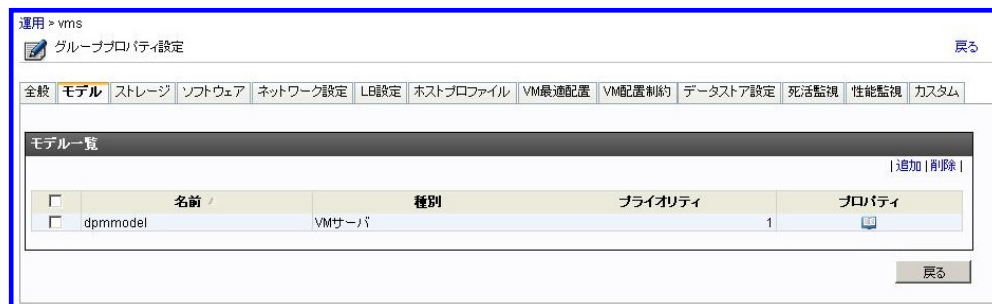 運用 > vms
グループプロパティ設定 戻る
全般 モデル ストレージ ソフトウェア ネットワーク設定 LB設定 ホストプロファイル VM最適配置 VM配置制約 データストア設定 死活監視 性能監視 カスタム
モデル一覧
| 追加 | 削除 |
名前 / 種別 プライオリティ プロパティ
dpmmodel VMサーバ 1
戻る